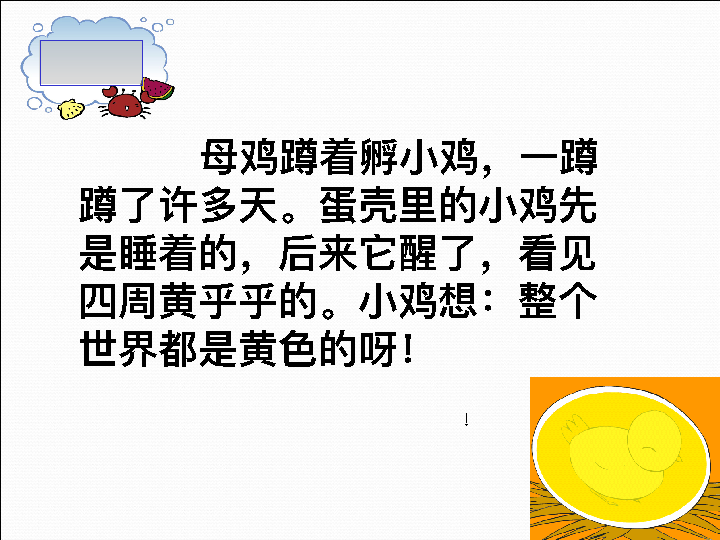 母鸡蹲着孵小鸡，一蹲
蹲了许多天。蛋壳里的小鸡先
是睡着的，后来它醒了，看见
四周黄乎乎的。小鸡想：整个
世界都是黄色的呀！
！